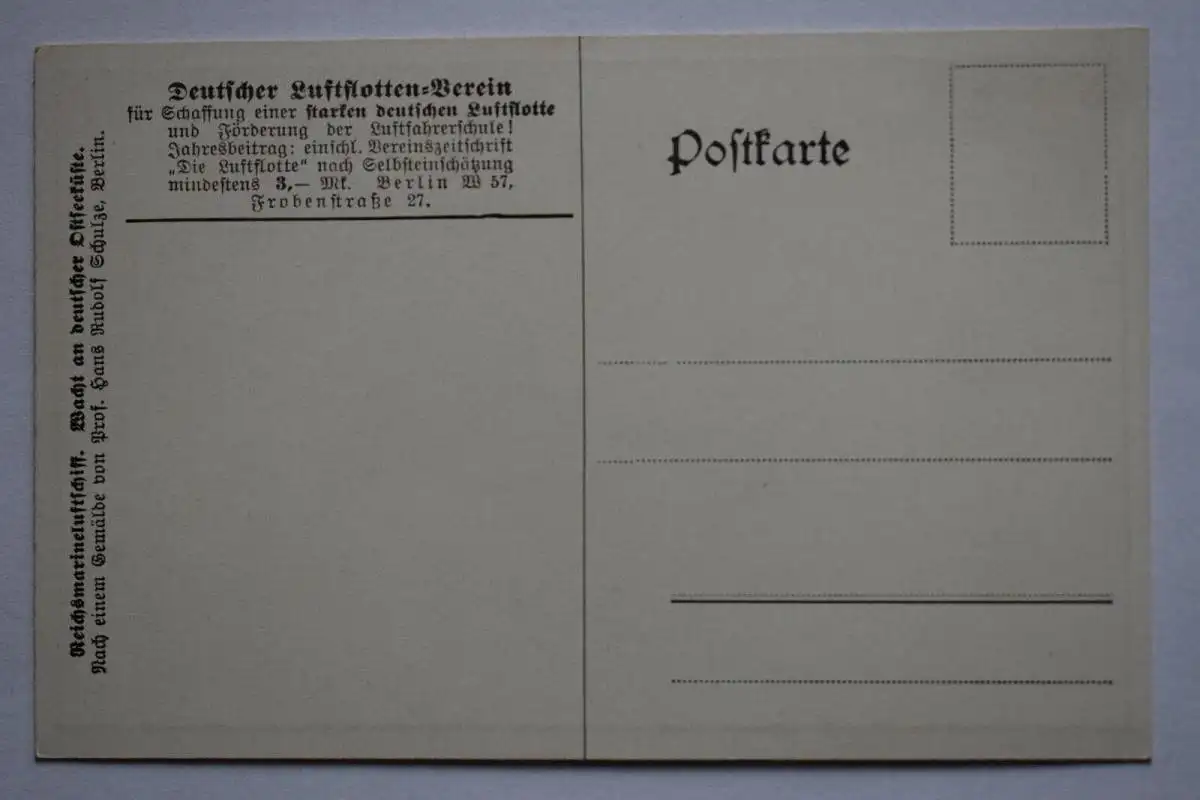 Deutscher Luftflotten-Verein
für Schaffung einer starken deutschen Luftflotte
und Förderung der Luftfahrerschule!
Jahresbeitrag: einschl. Vereinszeitschrift
„Die Luftflotte“ nach Selbsteinschätzung
mindestens 3,— Mk. Berlin W 57,
Frobenstraße 27.
Reichsmarineluftschiff. Wacht an deutscher Ostseeküste.
Nach einem Gemälde von Prof. Hans Rudolf Schulze, Berlin.
Postkarte